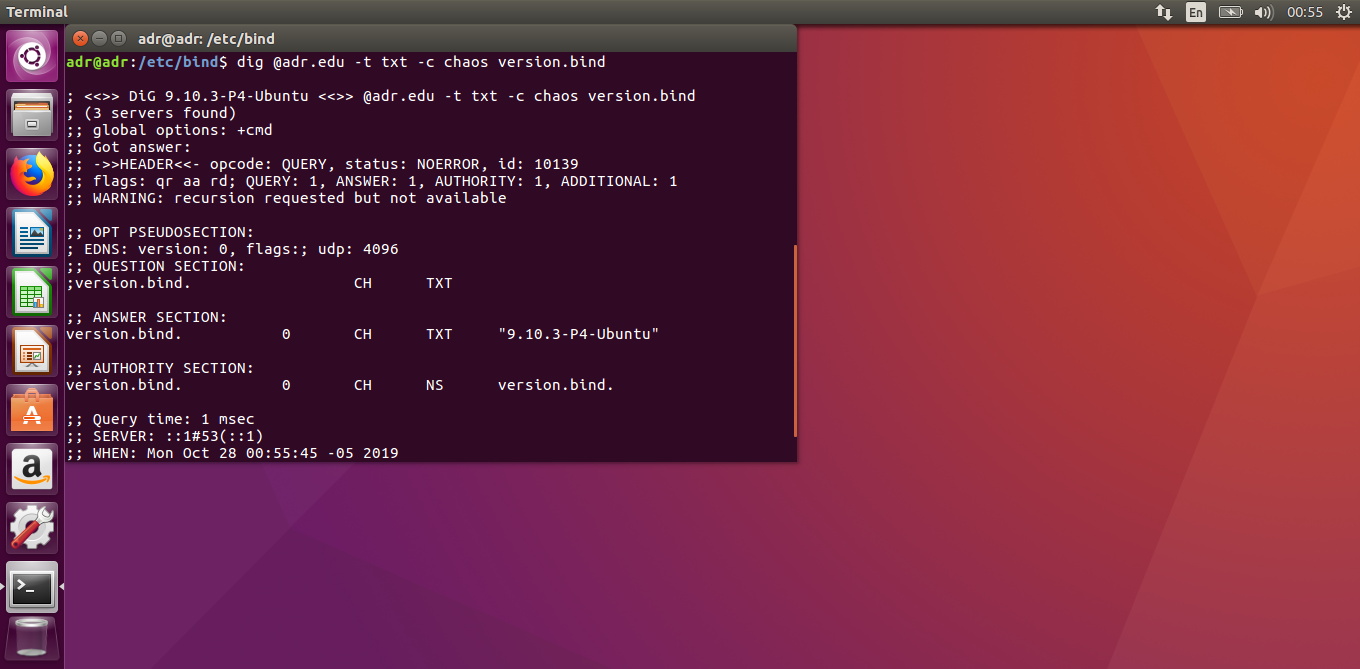 Terminal
En
00:55
adr@adr: /etc/bind
adr@adr:/etc/bind$ dig @adr.edu -t txt -c chaos version.bind
; <<>> DiG 9.10.3-P4-Ubuntu <<>> @adr.edu -t txt -c chaos version.bind
; (3 servers found)
;; global options: +cmd
;; Got answer:
;; ->>HEADER<<- opcode: QUERY, status: NOERROR, id: 10139
;; flags: qr aa rd; QUERY: 1, ANSWER: 1, AUTHORITY: 1, ADDITIONAL: 1
;; WARNING: recursion requested but not available
;; OPT PSEUDOSECTION:
; EDNS: version: 0, flags:; udp: 4096
;; QUESTION SECTION:
;version.bind. CH TXT
;; ANSWER SECTION:
version.bind. 0 CH TXT "9.10.3-P4-Ubuntu"
;; AUTHORITY SECTION:
version.bind. 0 CH NS version.bind.
;; Query time: 1 msec
;; SERVER: ::1#53(::1)
;; WHEN: Mon Oct 28 00:55:45 -05 2019